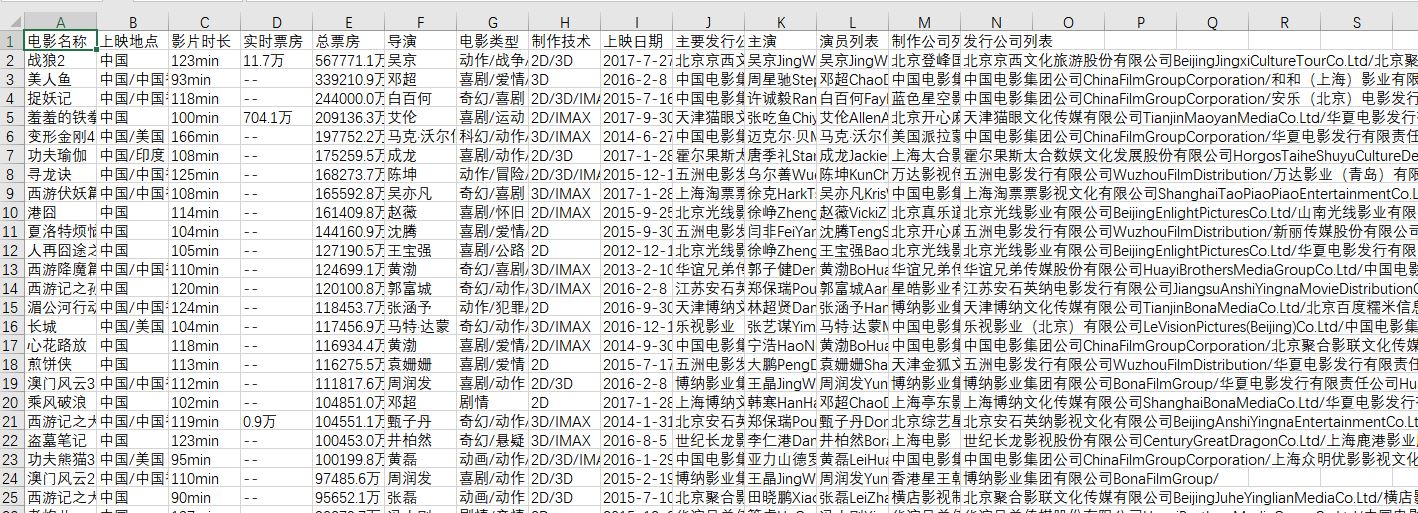 A B C D E F G H I J K L M N O P Q R S
1 电影名称 上映地点 影片时长 实时票房 总票房 导演 电影类型 制作技术 上映日期 主要发行公 主演 演员列表 制作公司列 发行公司列表
2 战狼2 中国 123min 11.7万 567771.1万 吴京 动作/战争/ 2D/3D 2017-7-27 北京京西文 吴京JingW 吴京JingW 北京登峰国 北京京西文化旅游股份有限公司BeijingJingxiCultureTourCo.Ltd/北京聚
3 美人鱼 中国/中国香 93min -- 339210.9万 邓超 喜剧/爱情/ 3D 2016-2-8 中国电影集 周星驰Step 邓超ChaoD 中国电影集 中国电影集团公司ChinaFilmGroupCorporation/和和（上海）影业有限
4 捉妖记 中国/中国香 118min -- 244000.0万 白百何 奇幻/喜剧 2D/3D/IMA 2015-7-16 中国电影集 许诚毅Ram 白百何Fayl 蓝色星空影 中国电影集团公司ChinaFilmGroupCorporation/安乐（北京）电影发行
5 羞羞的铁拳 中国 100min 704.1万 209136.3万 艾伦 喜剧/运动 2D/IMAX 2017-9-30 天津猫眼文 张吃鱼Chiy 艾伦AllenA 北京开心麻 天津猫眼文化传媒有限公司TianjinMaoyanMediaCo.Ltd/华夏电影发行
6 变形金刚4 中国/美国 166min -- 197752.2万 马克·沃尔伯 科幻/动作/ 3D/IMAX 2014-6-27 中国电影集 迈克尔·贝M 马克·沃尔伯 美国派拉蒙 中国电影集团公司ChinaFilmGroupCorporation/华夏电影发行有限责任
7 功夫瑜伽 中国/印度 108min -- 175259.5万 成龙 喜剧/动作/ 2D/3D 2017-1-28 霍尔果斯太 唐季礼Stan 成龙Jackie 上海太合影 霍尔果斯太合数娱文化发展股份有限公司HorgosTaiheShuyuCultureDe
8 寻龙诀 中国/中国香 125min -- 168273.7万 陈坤 动作/冒险/ 2D/3D/IMA 2015-12-1 五洲电影发 乌尔善Wue 陈坤KunCh 万达影视传 五洲电影发行有限公司WuzhouFilmDistribution/万达影业（青岛）有限
9 西游伏妖篇 中国/中国香 108min -- 165592.8万 吴亦凡 奇幻/喜剧 3D/IMAX 2017-1-28 上海淘票票 徐克HarkT 吴亦凡Kris 中国电影集 上海淘票票影视文化有限公司ShanghaiTaoPiaoPiaoEntertainmentCo.L
10 港囧 中国 114min -- 161409.8万 赵薇 喜剧/怀旧 2D/IMAX 2015-9-25 北京光线影 徐峥Zheng 赵薇VickiZ 北京真乐道 北京光线影业有限公司BeijingEnlightPicturesCo.Ltd/山南光线影业有限
11 夏洛特烦恼 中国 104min -- 144160.9万 沈腾 喜剧/爱情/ 2D 2015-9-30 五洲电影发 闫非FeiYan 沈腾TengS 北京开心麻 五洲电影发行有限公司WuzhouFilmDistribution/新丽传媒股份有限公
12 人再囧途之 中国 105min -- 127190.5万 王宝强 喜剧/公路 2D 2012-12-1 北京光线影 徐峥Zheng 王宝强Bao 北京光线影 北京光线影业有限公司BeijingEnlightPicturesCo.Ltd/华夏电影发行有限
13 西游降魔篇 中国/中国香 110min -- 124699.1万 黄渤 奇幻/喜剧/ 3D/IMAX 2013-2-10 华谊兄弟传 郭子健Der 黄渤BoHua 华谊兄弟传 华谊兄弟传媒股份有限公司HuayiBrothersMediaGroupCo.Ltd/中国电影
14 西游记之孙 中国 120min -- 120100.8万 郭富城 奇幻/动作/ 3D/IMAX 2016-2-8 江苏安石英 郑保瑞Pou 郭富城Aar 星皓影业有 江苏安石英纳电影发行有限公司JiangsuAnShiYingnaMovieDistribution
15 湄公河行动 中国/中国香 124min -- 118453.7万 张涵予 动作/犯罪/ 2D 2016-9-30 天津博纳文 林超贤Dan 张涵予Han 博纳影业集 天津博纳文化传媒有限公司TianjinBonaMediaCo.Ltd/北京百度糯米信息
16 长城 中国/美国 104min -- 117456.9万 马特·达蒙 奇幻/动作/ 3D/IMAX 2016-12-1 乐视影业 张艺谋Yim 马特·达蒙M 中国电影集 乐视影业（北京）有限公司LeVisionPictures(Beijing)Co.Ltd/中国电影集
17 心花路放 中国 118min -- 116934.4万 黄渤 喜剧/爱情/ 2D/IMAX 2014-9-30 中国电影集 宁浩HaoN 黄渤BoHua 中国电影集 中国电影集团公司ChinaFilmGroupCorporation/北京聚合影联文化传媒
18 煎饼侠 中国 116min -- 116275.5万 袁姗姗 喜剧 2D 2015-7-17 五洲电影发 大鹏PengD 袁姗姗Sha 天津金狐文 五洲电影发行有限公司WuzhouFilmDistribution/华夏电影发行有限责
19 澳门风云3 中国/中国香 112min -- 111817.6万 周润发 喜剧/动作 2D/3D 2016-2-8 博纳影业集 王晶JingW 周润发Yun 博纳影业集 博纳影业集团有限公司BonaFilmGroup/华夏电影发行有限责任公司Hua
20 乘风破浪 中国 102min -- 104851.0万 邓超 剧情 2D 2017-1-28 上海博纳文 韩寒HanHa 邓超ChaoD 上海亭东影 上海博纳文化传媒有限公司ShanghaiBonaMediaCo.Ltd/华夏电影发行
21 西游记之大 中国/中国香 119min 0.9万 104551.1万 甄子丹 奇幻/动作/ 3D/IMAX 2014-1-31 北京安石英 郑保瑞Pou 甄子丹Don 北京综艺星 北京安石英纳影视文化有限公司BeijingAnShiYingnaEntertainmentCo.L
22 盗墓笔记 中国 123min -- 100453.0万 井柏然 奇幻/悬疑 3D/IMAX 2016-8-5 世纪长龙影 李仁港Dan 井柏然Bora 上海电影 世纪长龙影视股份有限公司CenturyGreatDragonCo.Ltd/上海鹿港影业
23 功夫熊猫3 中国/美国 95min -- 100199.8万 黄磊 动画/动作/ 2D/3D/IMA 2016-1-29 中国电影集 亚力山德罗 黄磊LeiHua 中国电影集 中国电影集团公司ChinaFilmGroupCorporation/上海众明优影影视文化
24 澳门风云2 中国/中国香 110min -- 97485.6万 周润发 喜剧/动作 2D/3D 2015-2-19 博纳影业集 王晶JingW 周润发Yun 香港星王朝 博纳影业集团有限公司BonaFilmGroup/
25 西游记之大 中国 90min -- 95652.1万 张磊 动画/动作 2D/3D 2015-7-10 北京聚合影 田晓鹏Xiao 张磊LeiZha 横店影视制 北京聚合影联文化传媒有限公司BeijingJuheYinglianMediaCo.Ltd/横店影